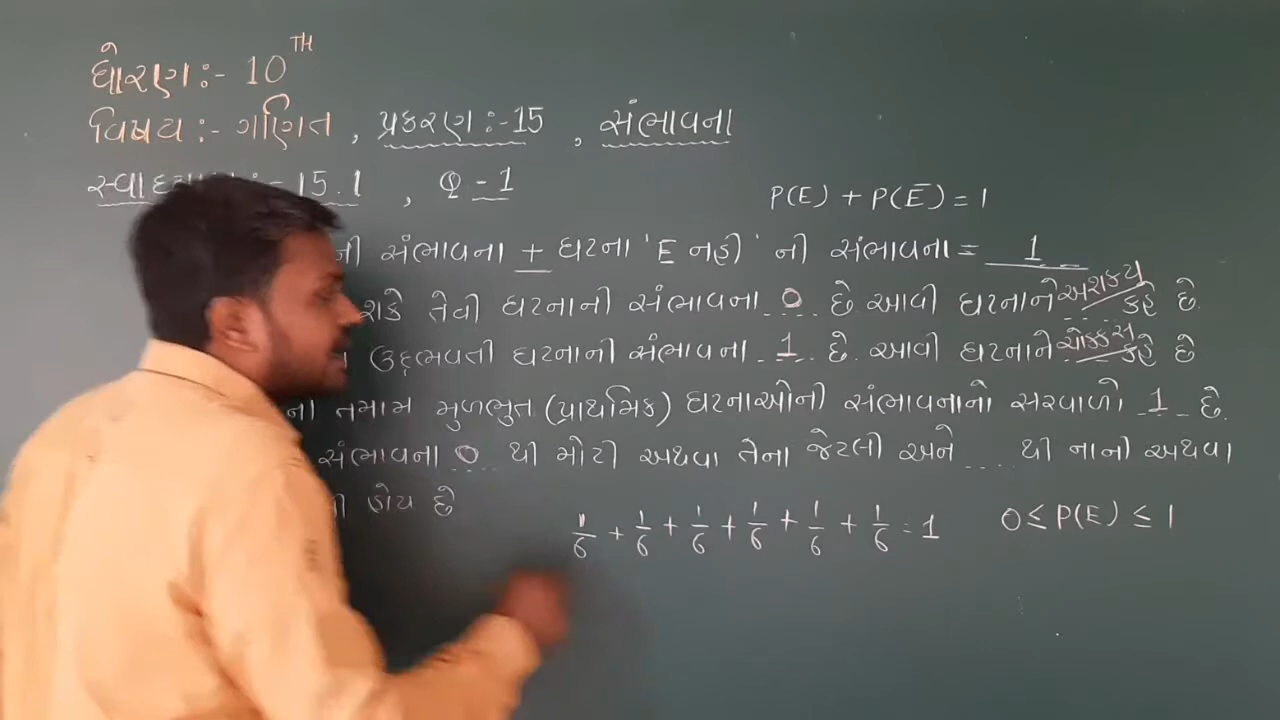 ધોરણ :- 10TH
વિષય :- ગણિત , પ્રકરણ :- 15 , સંભાવના
:- 15.1 , Q - 1
P(E) + P(E̅) = 1
ની સંભાવના + ઘટના 'E નહી' ની સંભાવના = 1
શકે તેવી ઘટનાની સંભાવના 0 છે. આવી ઘટનાને અશક્ય કહે છે.
ઉદ્દભવતી ઘટનાની સંભાવના 1 છે. આવી ઘટનાને ચોક્કસ કહે છે
ના તમામ મુળભુત (પ્રાથમિક) ઘટનાઓની સંભાવનાનો સરવાળો 1 છે.
સંભાવના 0 થી મોટી અથવા તેના જેટલી અને .... થી નાની અથવા
હોય છે
1/6 + 1/6 + 1/6 + 1/6 + 1/6 + 1/6 = 1 0 ≤ P(E) ≤ 1